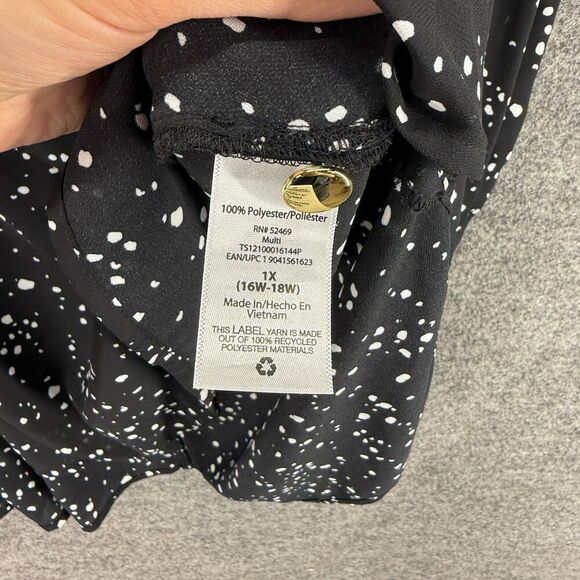 100% Polyester/Poliéster
RN# 52469
Multi
TS12100016144P
EAN/UPC 1 9041561623
1X
(16W-18W)
Made In/Hecho En
Vietnam
THIS LABEL YARN IS MADE
OUT OF 100% RECYCLED
POLYESTER MATERIALS